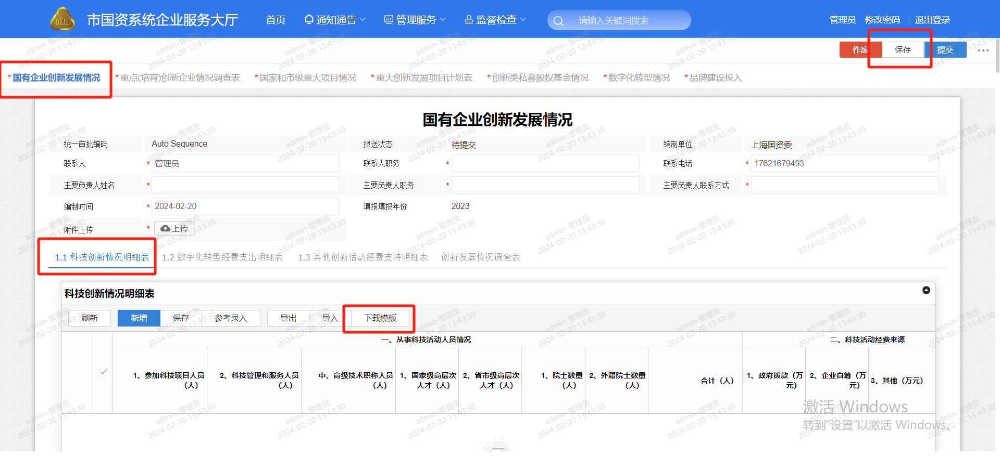 市国资系统企业服务大厅
首页
通知通告
管理服务
监督检查
请输入关键词搜索
管理员
修改密码
退出登录
作废
保存
提交
*国有企业创新发展情况
*重点(培育)创新企业情况调查表
*国家和市级重大项目情况
*重大创新发展项目计划表
*创新类私募股权基金情况
*数字化转型情况
*品牌建设投入
国有企业创新发展情况
统一审批编码
Auto Sequence
报送状态
待提交
编制单位
上海国资委
联系人
* 管理员
联系人职务
*
联系电话
* 17621679493
主要负责人姓名
*
主要负责人职务
*
主要负责人联系方式
*
编制时间
* 2024-02-20
填报填报年份
2023
附件上传
* 上传
1.1 科技创新情况明细表
1.2 数字化转型经费支出明细表
1.3 其他创新活动经费支持明细表
创新发展情况调查表
科技创新情况明细表
刷新
新增
保存
参考录入
导出
导入
下载模板
一、从事科技活动人员情况
二、科技活动经费来源
1、参加科技项目人员
(人)
2、科技管理和服务人员
(人)
中、高级技术职称人员
(人)
1、国家级高层次
人才(人)
2、省市级高层次
人才(人)
1、院士数量
(人)
2、外籍院士数量
(人)
合计(人)
1、政府拨款(万
元)
2、企业自筹(万
元)
3、其他(万元)
激活 Windows
转到"设置"以激活 Windows。
admin-管理员
2024-02-20 13:43:30